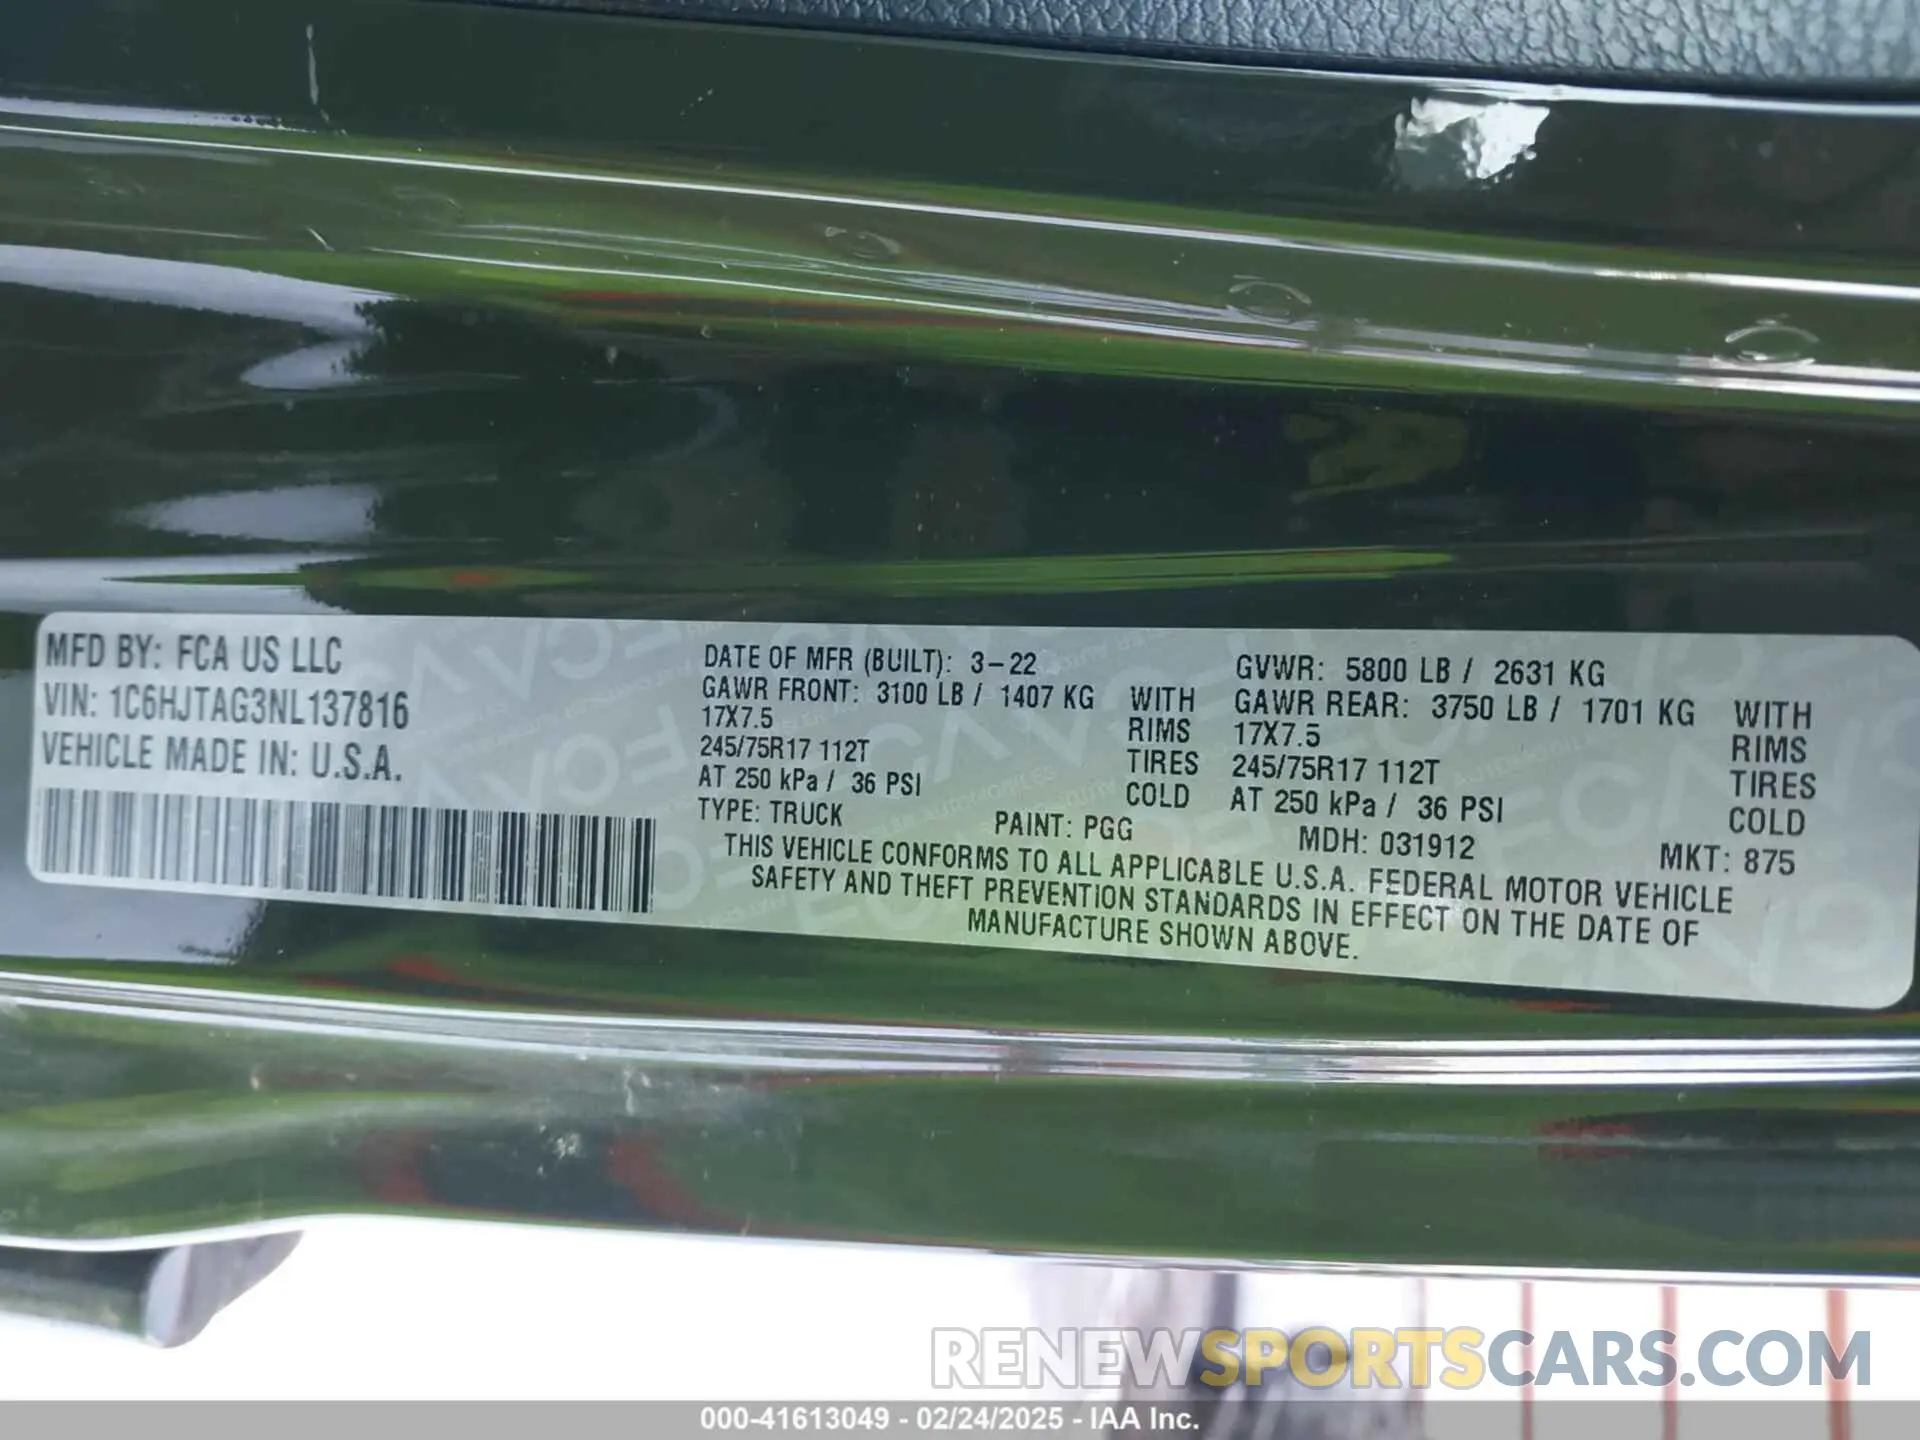 MFD BY: FCA US LLC
VIN: 1C6HJTAG3NL137816
VEHICLE MADE IN: U.S.A.
DATE OF MFR (BUILT): 3-22
GAWR FRONT: 3100 LB / 1407 KG WITH
17X7.5 RIMS
245/75R17 112T TIRES
AT 250 kPa / 36 PSI COLD
GVWR: 5800 LB / 2631 KG
GAWR REAR: 3750 LB / 1701 KG WITH
17X7.5 RIMS
245/75R17 112T TIRES
AT 250 kPa / 36 PSI COLD
TYPE: TRUCK PAINT: PGG MDH: 031912 MKT: 875
THIS VEHICLE CONFORMS TO ALL APPLICABLE U.S.A. FEDERAL MOTOR VEHICLE
SAFETY AND THEFT PREVENTION STANDARDS IN EFFECT ON THE DATE OF
MANUFACTURE SHOWN ABOVE.
RENEWSPORTSCARS.COM
000-41613049 - 02/24/2025 - IAA Inc.